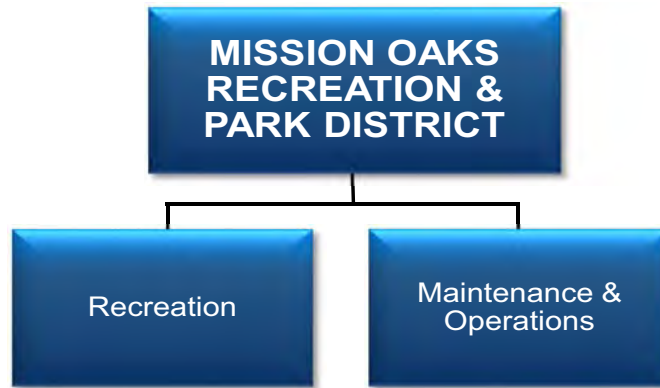 MISSION OAKS
RECREATION &
PARK DISTRICT
Recreation
Maintenance &
Operations